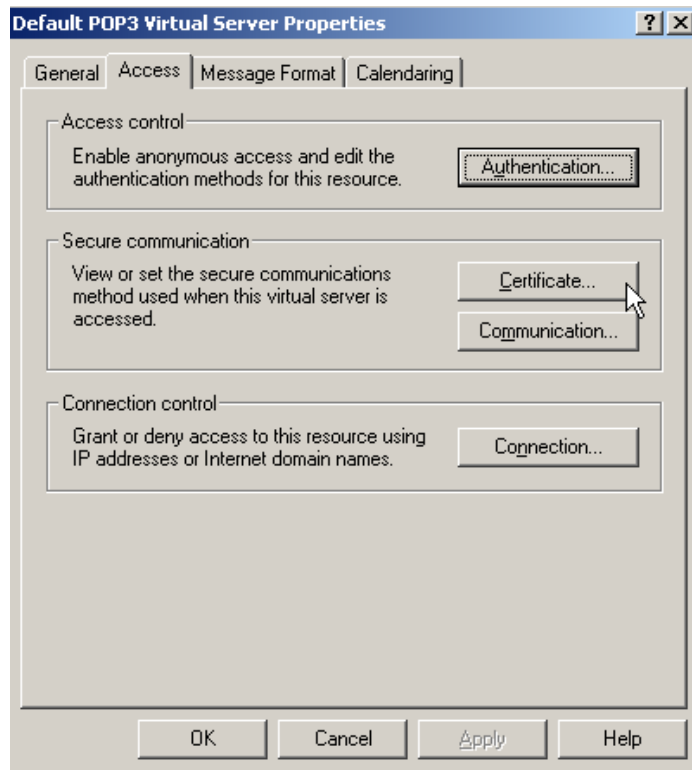 Default POP3 Virtual Server Properties
General Access Message Format Calendaring
Access control
Enable anonymous access and edit the
authentication methods for this resource.
Authentication...
Secure communication
View or set the secure communications
method used when this virtual server is
accessed.
Certificate...
Communication...
Connection control
Grant or deny access to this resource using
IP addresses or Internet domain names.
Connection...
OK Cancel Apply Help